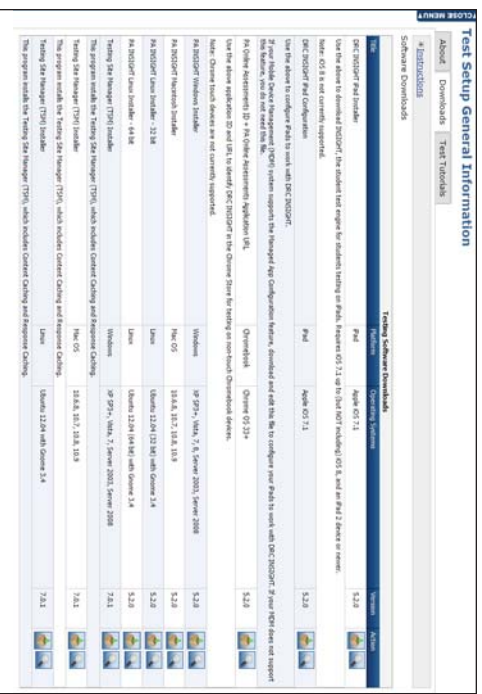 CLOSE MENU
Test Setup General Information
About Downloads Test Tutorials
+ Instructions
Software Downloads
Testing Software Downloads
Title Platform Operating Systems Version Action
DRC INSIGHT iPad Installer iPad Apple iOS 7.1 5.2.0
Use the above to download INSIGHT, the student test engine for students testing on iPads. Requires iOS 7.1 up to (but NOT including) iOS 8, and an iPad 2 device or newer.
Note: iOS 8 is not currently supported.
DRC INSIGHT iPad Configuration iPad Apple iOS 7.1 5.2.0
Use the above to configure iPads to work with DRC INSIGHT.
If your Mobile Device Management (MDM) system supports the Managed App Configuration feature, download and edit this file to configure your iPads to work with DRC INSIGHT. If your MDM does not support
this feature, you do not need this file.
PA Online Assessments ID + PA Online Assessments Application URL Chromebook Chrome OS 33+ 5.2.0
Use the above application ID and URL to identify DRC INSIGHT in the Chrome Store for testing on non-touch Chromebook devices.
Note: Chrome touch devices are not currently supported.
PA INSIGHT Windows Installer Windows XP SP3+, Vista, 7, 8, Server 2003, Server 2008 5.2.0
PA INSIGHT Macintosh Installer Mac OS 10.6.8, 10.7, 10.8, 10.9 5.2.0
PA INSIGHT Linux Installer - 32 bit Linux Ubuntu 12.04 (32 bit) with Gnome 3.4 5.2.0
PA INSIGHT Linux Installer - 64 bit Linux Ubuntu 12.04 (64 bit) with Gnome 3.4 5.2.0
Testing Site Manager (TSM) Installer Windows XP SP3+, Vista, 7, Server 2003, Server 2008 7.0.1
This program installs the Testing Site Manager (TSM), which includes Content Caching and Response Caching.
Testing Site Manager (TSM) Installer Mac OS 10.6.8, 10.7, 10.8, 10.9 7.0.1
This program installs the Testing Site Manager (TSM), which includes Content Caching and Response Caching.
Testing Site Manager (TSM) Installer Linux Ubuntu 12.04 with Gnome 3.4 7.0.1
This program installs the Testing Site Manager (TSM), which includes Content Caching and Response Caching.